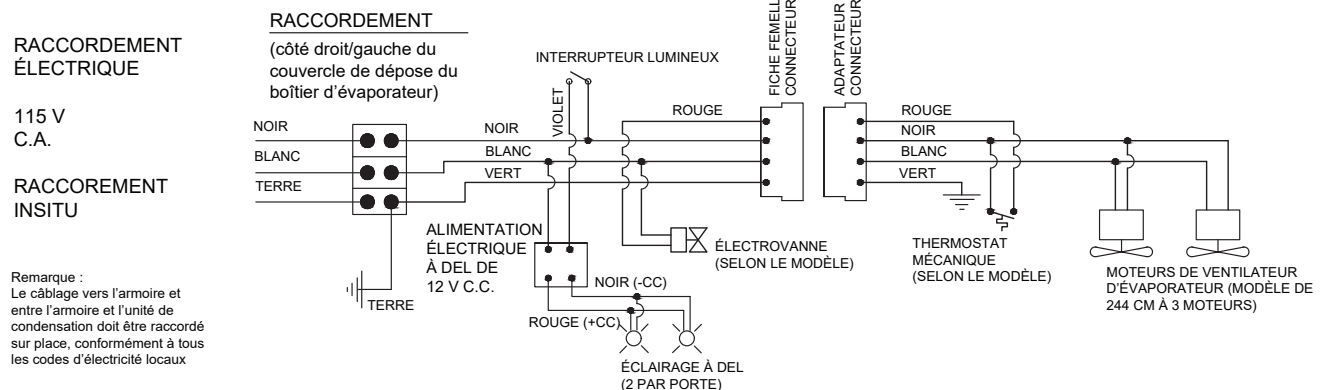 RACCORDEMENT
ÉLECTRIQUE
115 V
C.A.
RACCOREMENT
INSITU
Remarque :
Le câblage vers l'armoire et
entre l'armoire et l'unité de
condensation doit être raccordé
sur place, conformément à tous
les codes d'électricité locaux
RACCORDEMENT
(côté droit/gauche du
couvercle de dépose du
boîtier d'évaporateur)
NOIR
BLANC
TERRE
TERRE
INTERRUPTEUR LUMINEUX
VIOLET
NOIR
BLANC
VERT
ROUGE
ALIMENTATION
ÉLECTRIQUE
À DEL DE
12 V C.C.
NOIR (-CC)
ROUGE (+CC)
ÉCLAIRAGE À DEL
(2 PAR PORTE)
ÉLECTROVANNE
(SELON LE MODÈLE)
FICHE FEMELL
CONNECTEUR
ADAPTATEUR
CONNECTEUR
ROUGE
NOIR
BLANC
VERT
THERMOSTAT
MÉCANIQUE
(SELON LE MODÈLE)
MOTEURS DE VENTILATEUR
D'ÉVAPORATEUR (MODÈLE DE
244 CM À 3 MOTEURS)